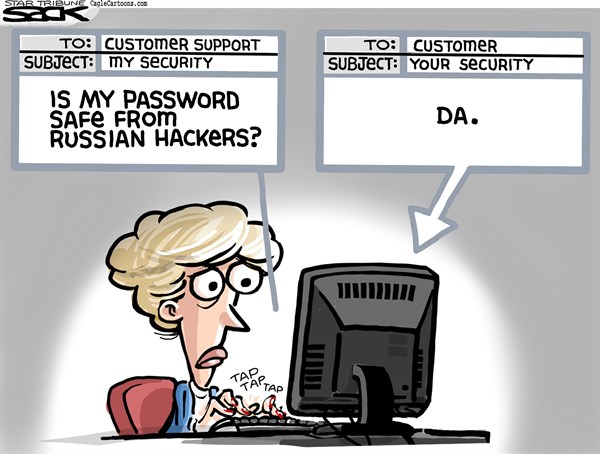 STAR TRIBUNE CagleCartoons.com
SACK
TO: CUSTOMER SUPPORT
SUBJECT: MY SECURITY
IS MY PASSWORD
SAFE FROM
RUSSIAN HACKERS?
TO: CUSTOMER
SUBJECT: YOUR SECURITY
DA.
TAP
TAP
TAP